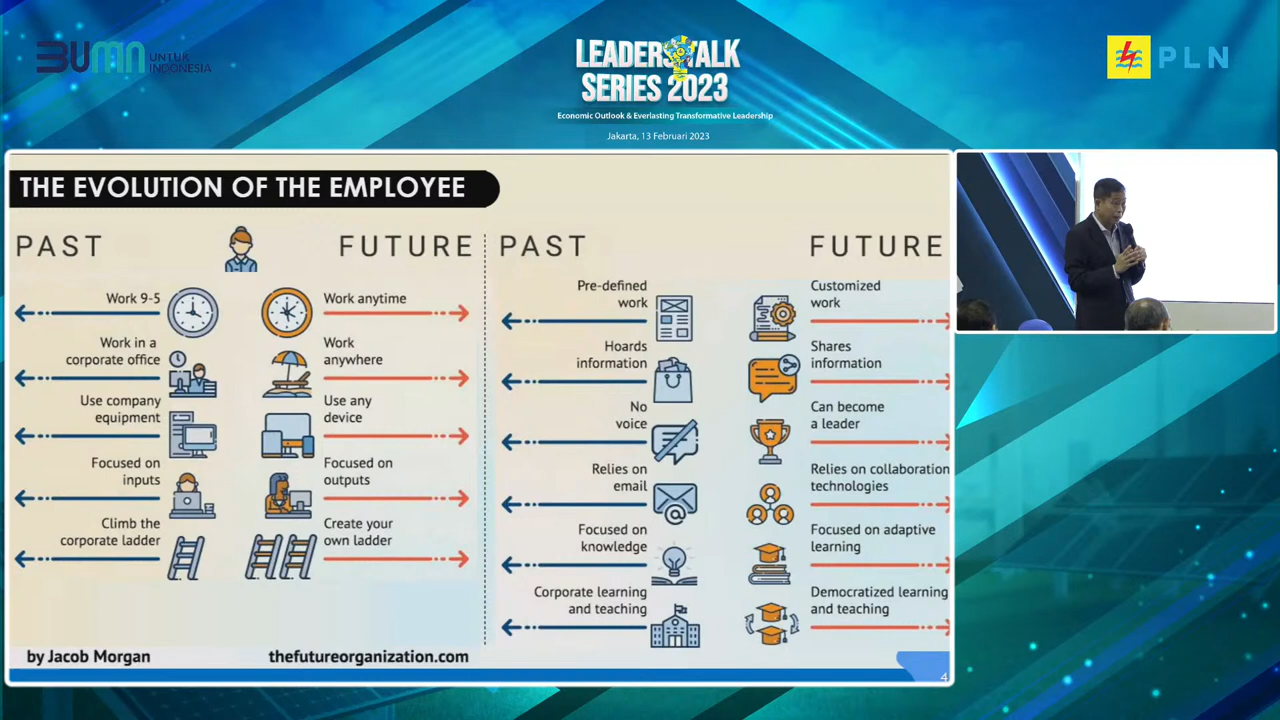 BUMN
UNTUK
INDONESIA
LEADERSTALK
SERIES 2023
Economic Outlook & Everlasting Transformative Leadership
Jakarta, 13 Februari 2023
PLN
THE EVOLUTION OF THE EMPLOYEE
PAST
FUTURE
Work 9-5
Work anytime
Work in a
corporate office
Work
anywhere
Use company
equipment
Use any
device
Focused on
inputs
Focused on
outputs
Climb the
corporate ladder
Create your
own ladder
by Jacob Morgan
thefutureorganization.com
PAST
FUTURE
Pre-defined
work
Customized
work
Hoards
information
Shares
information
No
voice
Can become
a leader
Relies on
email
Relies on collaboration
technologies
Focused on
knowledge
Focused on adaptive
learning
Corporate learning
and teaching
Democratized learning
and teaching
4